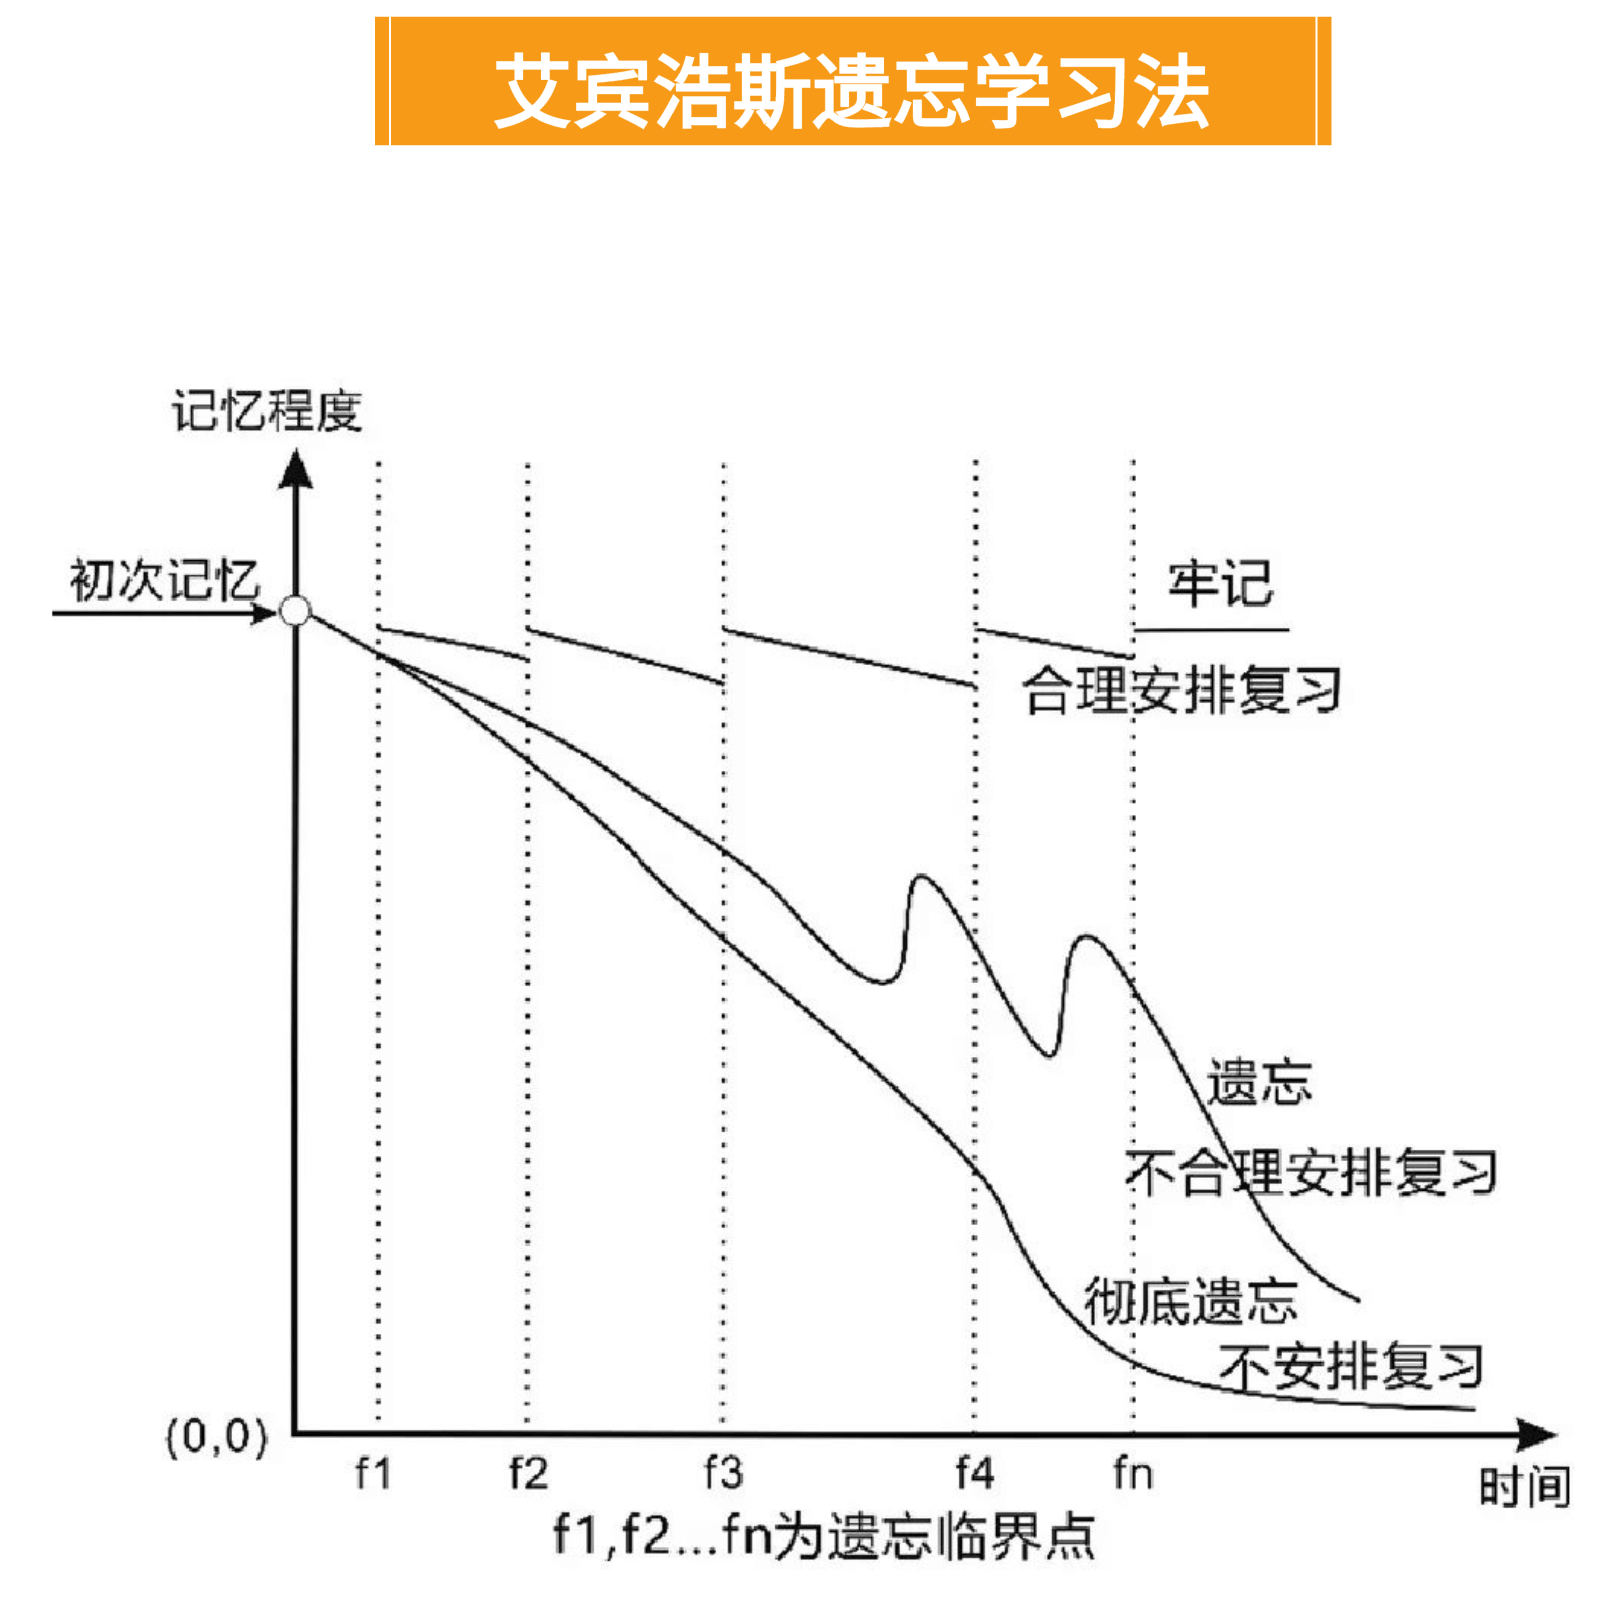 艾宾浩斯遗忘学习法
记忆程度
初次记忆
牢记
合理安排复习
遗忘
不合理安排复习
彻底遗忘
不安排复习
(0,0)
f1 f2 f3 f4 fn
时间
f1,f2...fn为遗忘临界点